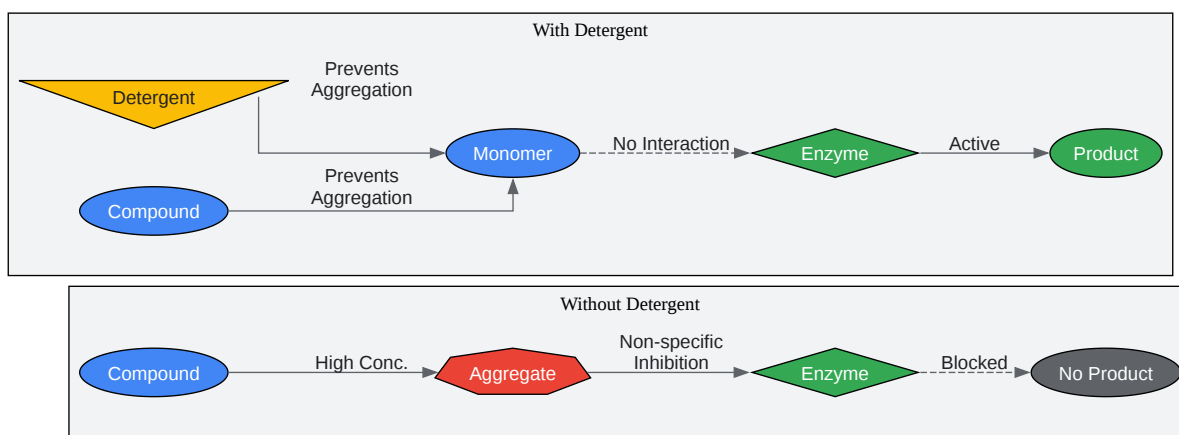 With Detergent
Prevents
Aggregation
Detergent
Monomer
No Interaction
Enzyme
Active
Product
Prevents
Aggregation
Compound
Without Detergent
Compound
High Conc.
Aggregate
Non-specific
Inhibition
Enzyme
Blocked
No Product